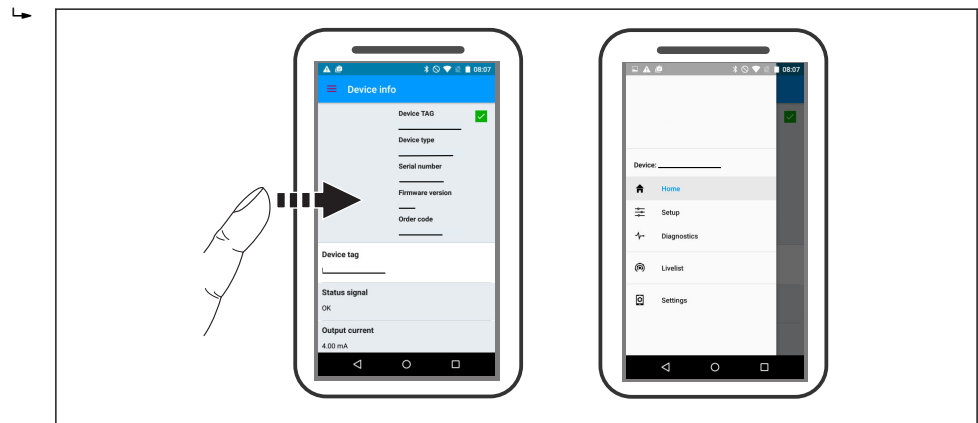 08:07
Device info
Device TAG
Device type
Serial number
Firmware version
Order code
Device tag
Status signal
OK
Output current
4.00 mA
08:07
Device:
Home
Setup
Diagnostics
Livelist
Settings